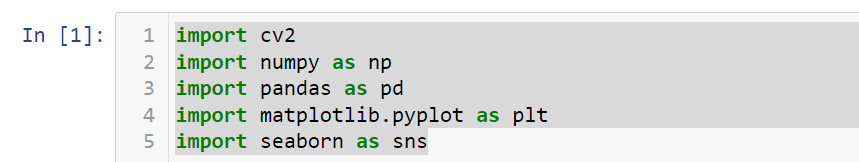 In [1]:
1 import cv2
2 import numpy as np
3 import pandas as pd
4 import matplotlib.pyplot as plt
5 import seaborn as sns